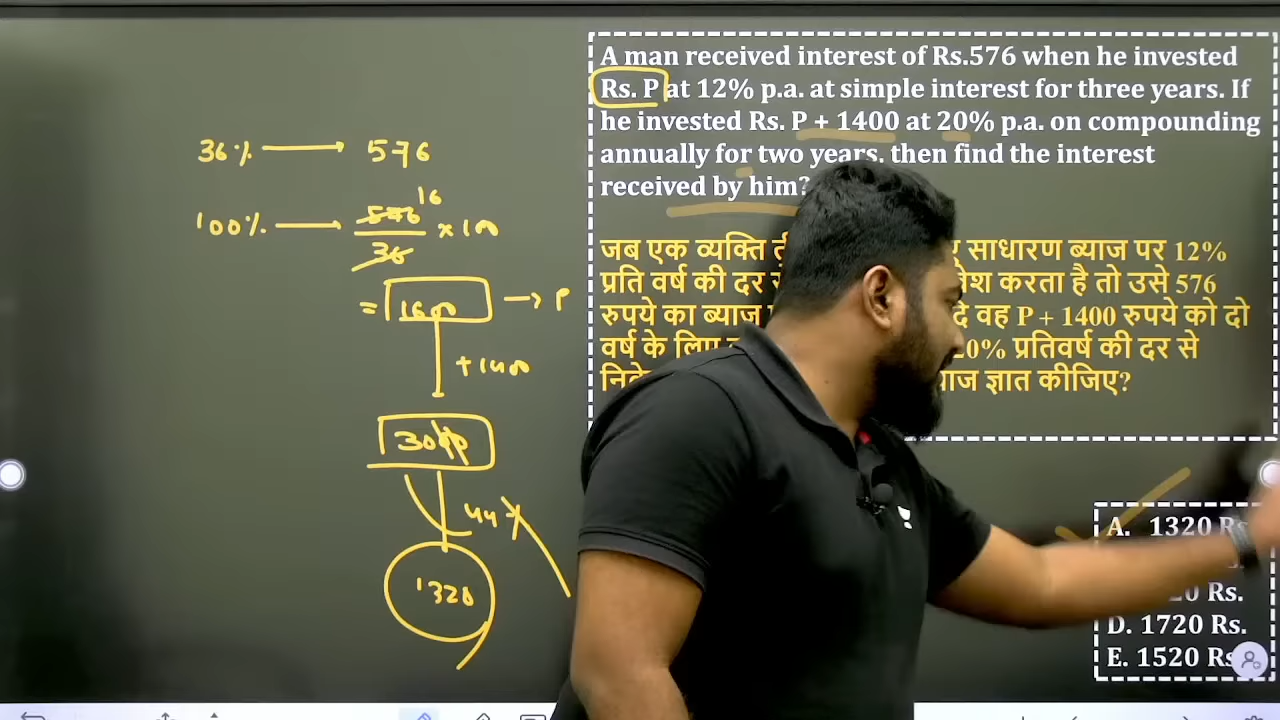 A man received interest of Rs.576 when he invested
Rs. P at 12% p.a. at simple interest for three years. If
he invested Rs. P + 1400 at 20% p.a. on compounding
annually for two years, then find the interest
received by him?
जब एक व्यक्ति साधारण ब्याज पर 12%
प्रति वर्ष की दर करता है तो उसे 576
रुपये का ब्याज वह P + 1400 रुपये को दो
वर्ष के लिए 20% प्रतिवर्ष की दर से
ज्ञात कीजिए?
36% → 576
100% → 576/36 × 100
16
= 1600 → P
+1400
3000
44%
1320
A. 1320 Rs
Rs.
D. 1720 Rs.
E. 1520 Rs